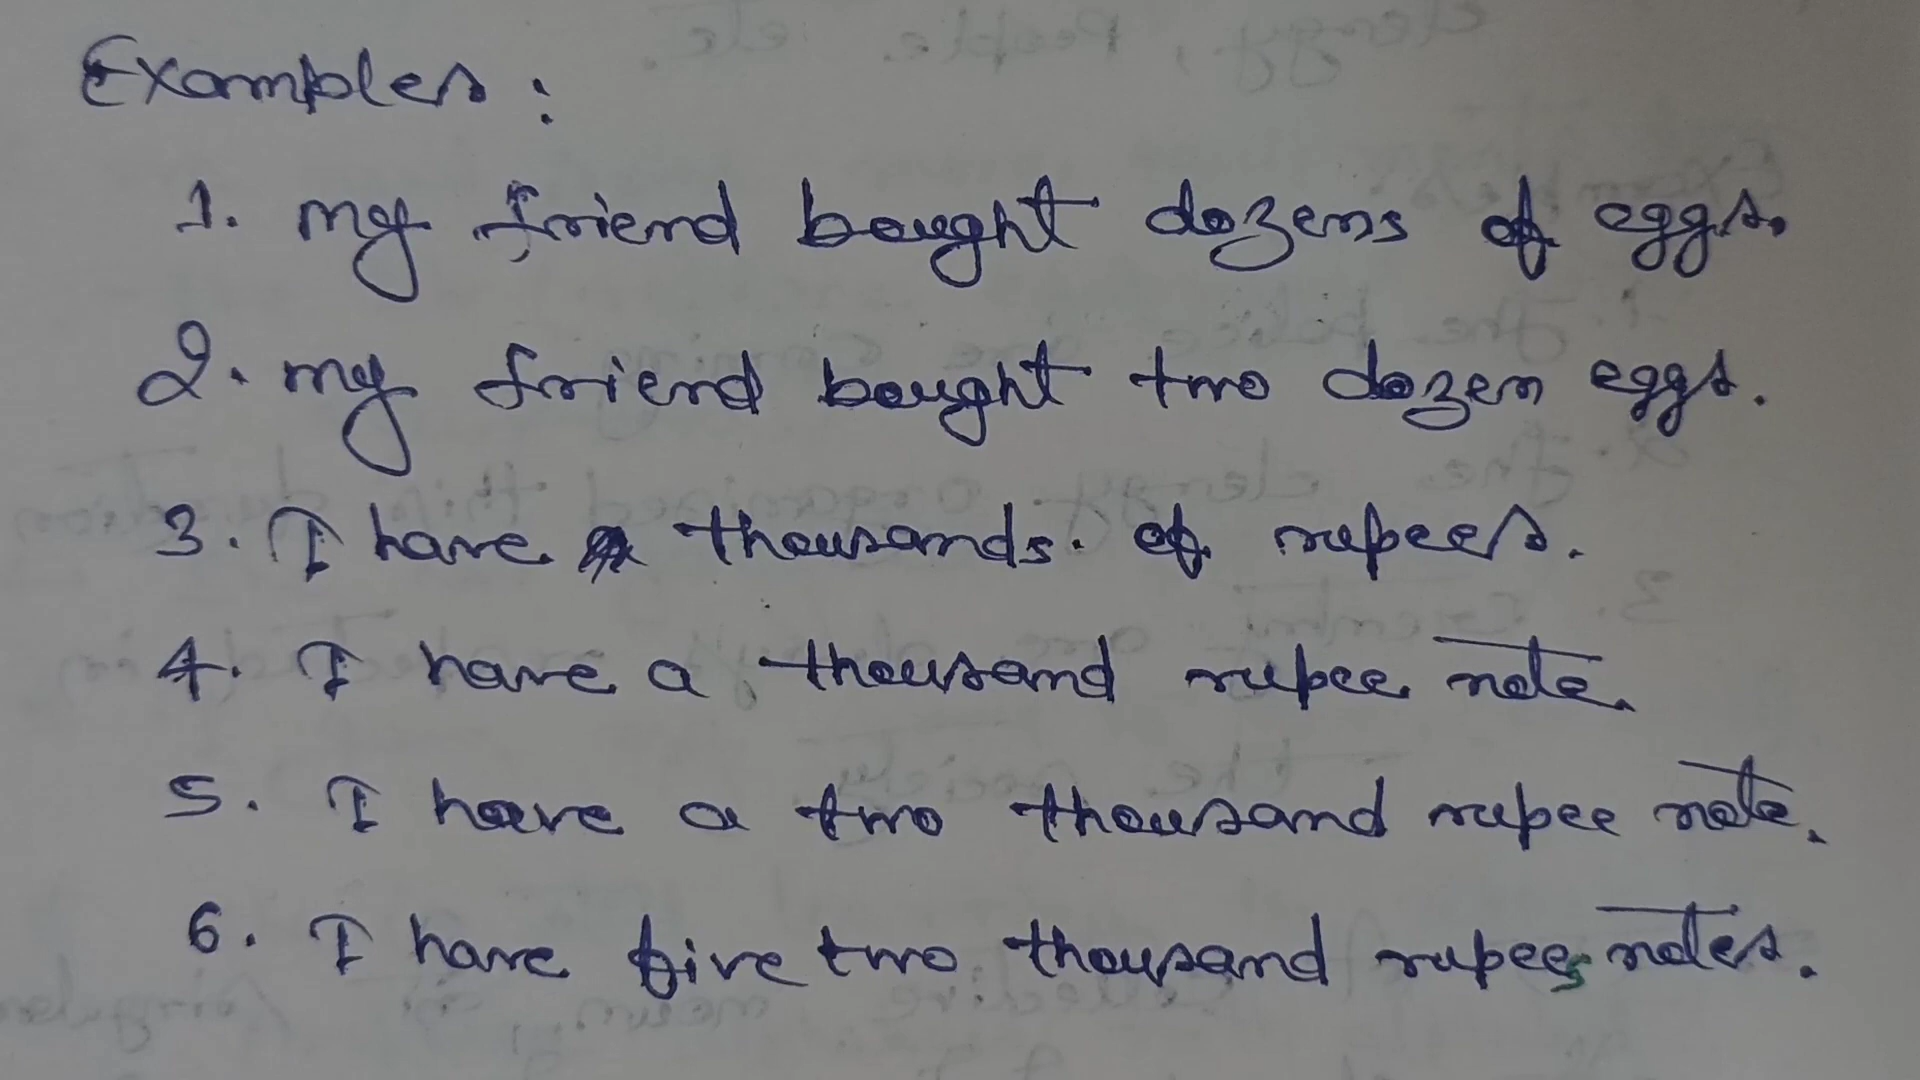 Examples :
1. my friend bought dozens of eggs.
2. my friend bought two dozen eggs.
3. I have thousands of rupees.
4. I have a thousand rupee note.
5. I have a two thousand rupee note.
6. I have five two thousand rupees notes.